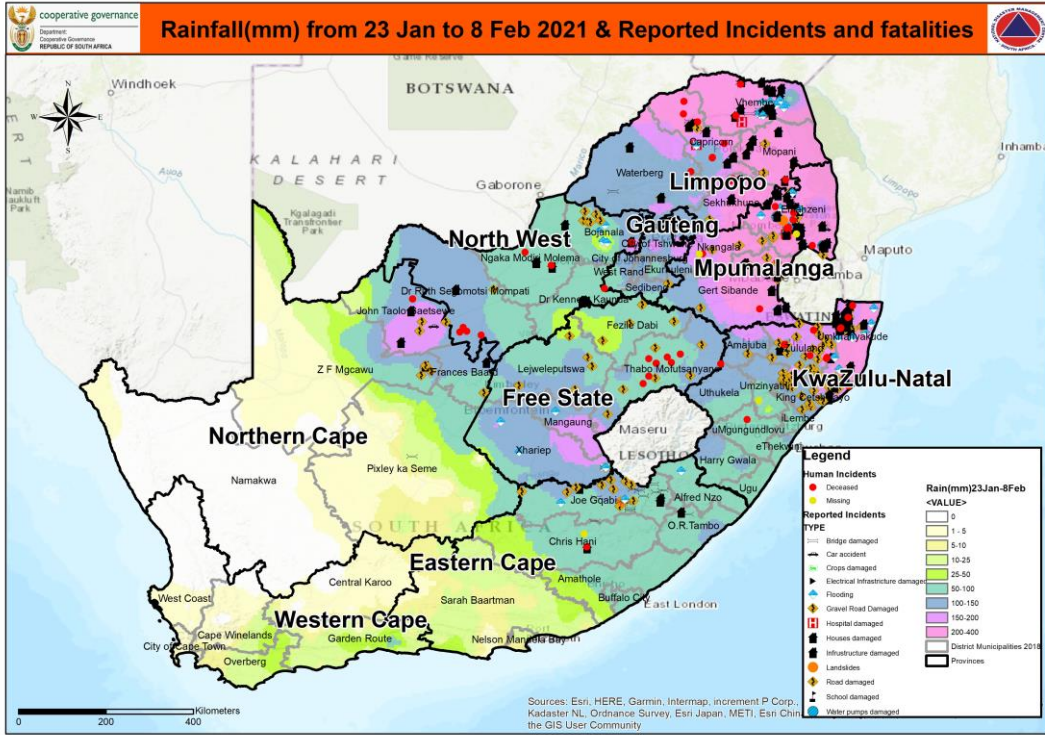 cooperative governance
Department:
Cooperative Governance
REPUBLIC OF SOUTH AFRICA
Rainfall(mm) from 23 Jan to 8 Feb 2021 & Reported Incidents and fatalities
Windhoek
BOTSWANA
KALAHARI
DESERT
Gaborone
Kgalagadi
Transfrontier
Park
Auob
Marico
Limpopo
Inhamba
Maputo
Namib
Naukluft
Park
Vhembe
Capricorn
Mopani
Waterberg
Limpopo
Sekhukhune
Ehlanzeni
Bojanala
Gauteng
City of Tshwane
Nkangala
North West
Ngaka Modiri Molema
City of Johannesburg
West Rand
Ekurhuleni
Mpumalanga
Sedibeng
Gert Sibande
Dr Ruth Segomotsi Mompati
Dr Kenneth Kaunda
John Taolo Gaetsewe
Fezile Dabi
Amajuba
Zululand
Umkhanyakude
Z F Mgcawu
Frances Baard
Lejweleputswa
Thabo Mofutsanyane
KwaZulu-Natal
Uthukela
Umzinyathi
King Cetshwayo
Free State
iLembe
Mangaung
Maseru
uMgungundlovu
LESOTHO
eThekwini
Northern Cape
Xhariep
Harry Gwala
Pixley ka Seme
Ugu
Namakwa
Joe Gqabi
Alfred Nzo
SOUTH AFRICA
O.R.Tambo
Chris Hani
Eastern Cape
Amathole
Central Karoo
Buffalo City
West Coast
Sarah Baartman
East London
Western Cape
Cape Winelands
Garden Route
Nelson Mandela Bay
City of Cape Town
Overberg
Legend
Human Incidents
Deceased
Missing
Reported Incidents
TYPE
Bridge damaged
Car accident
Crops damaged
Electrical Infrastricture damaged
Flooding
Gravel Road Damaged
Hospital damaged
Houses damaged
Infrastructure damaged
Landslides
Road damaged
School damaged
Water pumps damaged
Rain(mm)23Jan-8Feb
<VALUE>
0
1 - 5
5-10
10-25
25-50
50-100
100-150
150-200
200-400
District Municipalities 2018
Provinces
0 200 400
Kilometers
Sources: Esri, HERE, Garmin, Intermap, increment P Corp.,
Kadaster NL, Ordnance Survey, Esri Japan, METI, Esri China
the GIS User Community